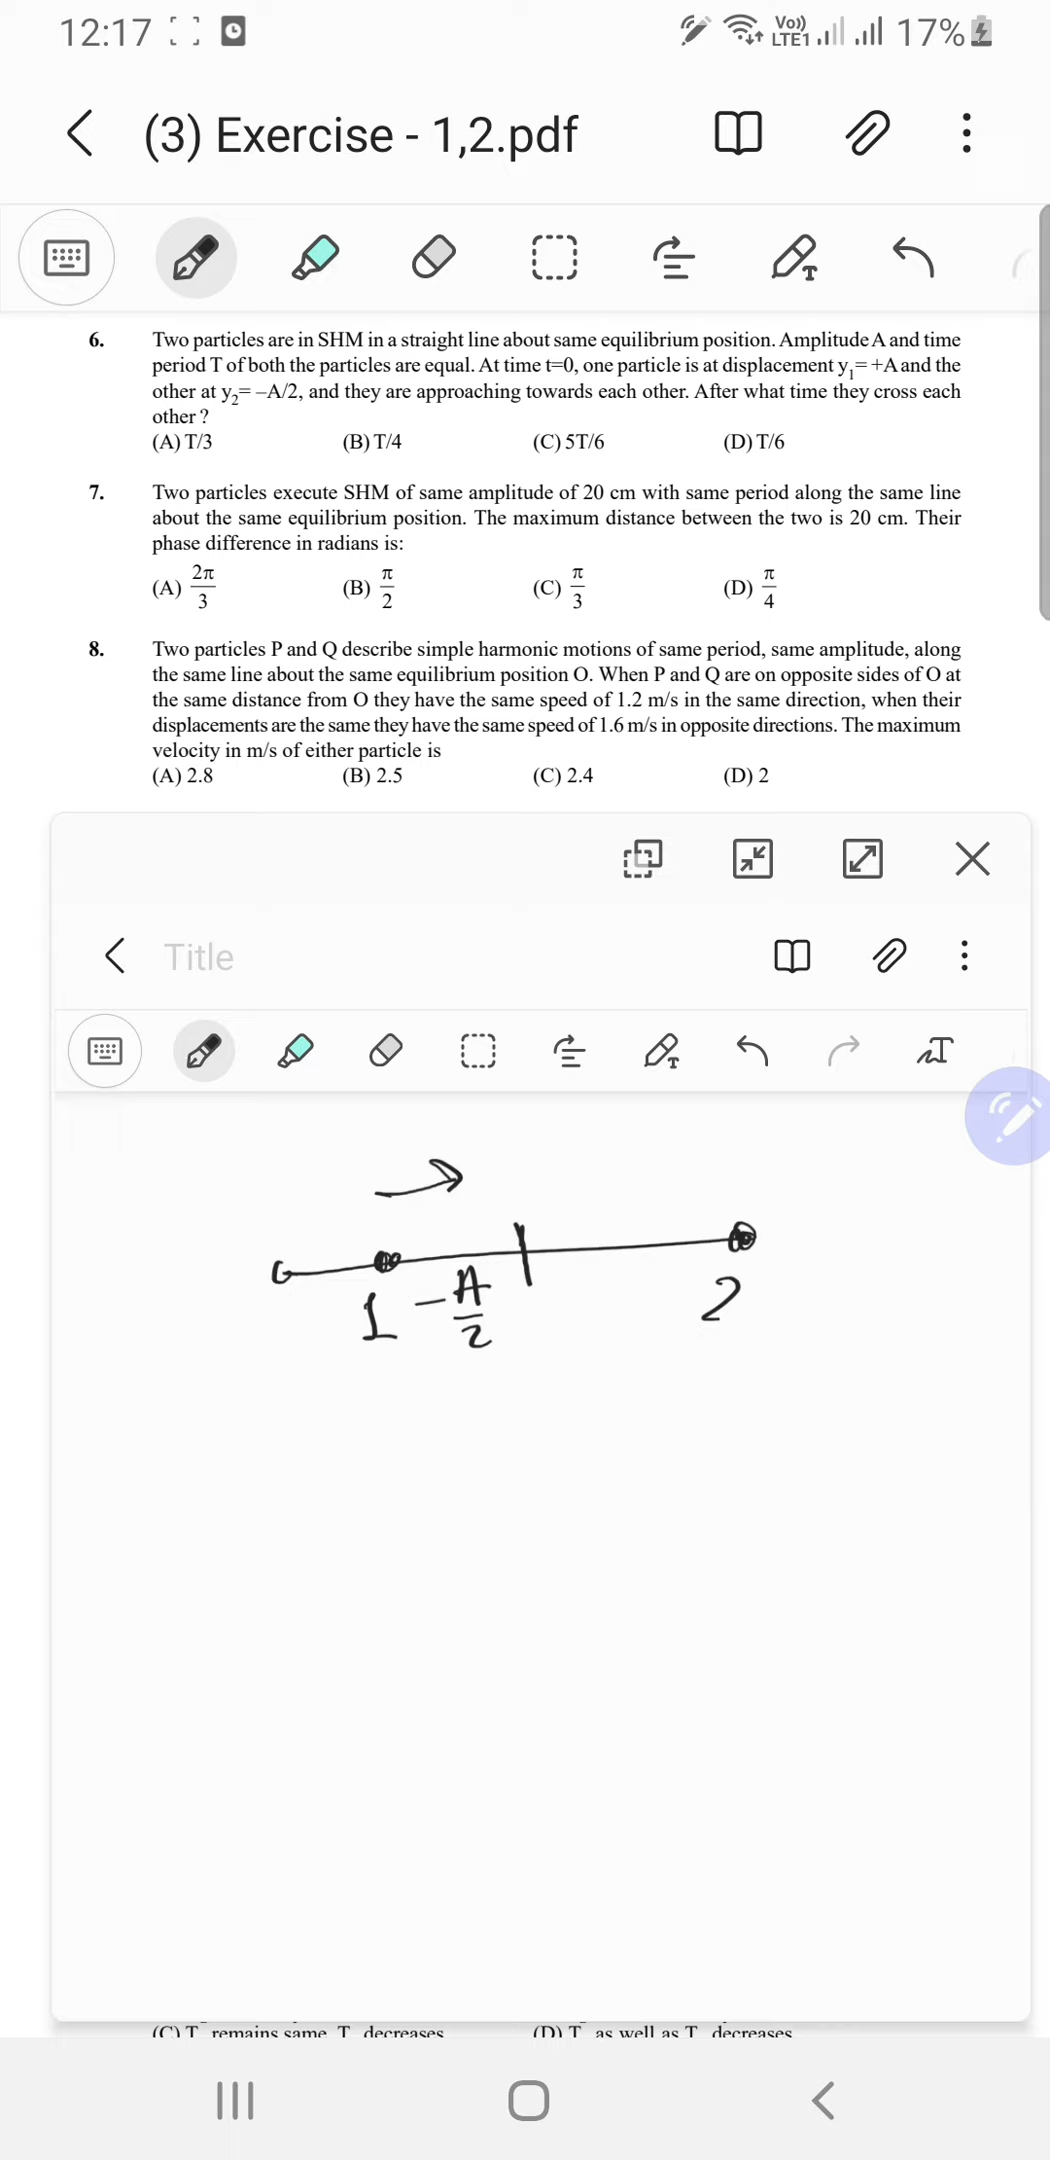 12:17 Vo)) LTE1 17%
(3) Exercise - 1,2.pdf
6. Two particles are in SHM in a straight line about same equilibrium position. Amplitude A and time
period T of both the particles are equal. At time t=0, one particle is at displacement y₁= +A and the
other at y₂= –A/2, and they are approaching towards each other. After what time they cross each
other ?
(A) T/3 (B) T/4 (C) 5T/6 (D) T/6
7. Two particles execute SHM of same amplitude of 20 cm with same period along the same line
about the same equilibrium position. The maximum distance between the two is 20 cm. Their
phase difference in radians is:
(A) 2π/3 (B) π/2 (C) π/3 (D) π/4
8. Two particles P and Q describe simple harmonic motions of same period, same amplitude, along
the same line about the same equilibrium position O. When P and Q are on opposite sides of O at
the same distance from O they have the same speed of 1.2 m/s in the same direction, when their
displacements are the same they have the same speed of 1.6 m/s in opposite directions. The maximum
velocity in m/s of either particle is
(A) 2.8 (B) 2.5 (C) 2.4 (D) 2
Title
1 -A/2 2
(C) T remains same, T decreases (D) T as well as T decreases